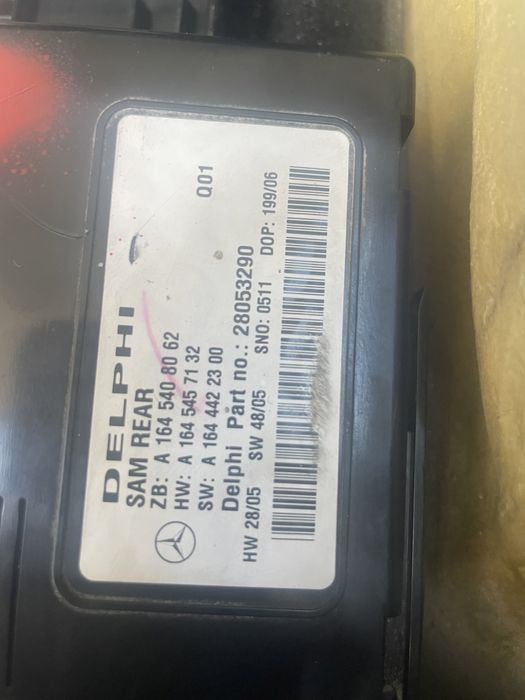 DELPHI
SAM REAR
ZB: A 164 540 80 62
HW: A 164 545 71 32
SW: A 164 442 23 00 Q01
Delphi Part no.: 28053290
HW 28/05 SW 48/05 SNO: 0511 DOP: 199/06